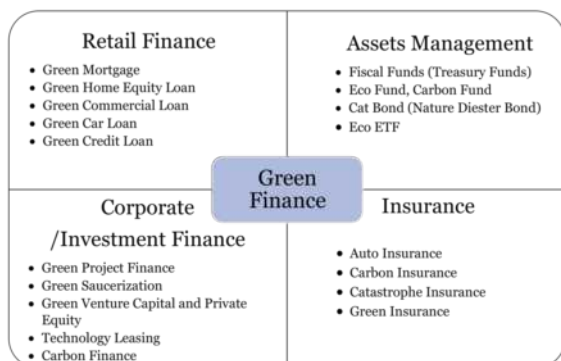 Retail Finance
• Green Mortgage
• Green Home Equity Loan
• Green Commercial Loan
• Green Car Loan
• Green Credit Loan
Assets Management
• Fiscal Funds (Treasury Funds)
• Eco Fund, Carbon Fund
• Cat Bond (Nature Diester Bond)
• Eco ETF
Green
Finance
Corporate
/Investment Finance
• Green Project Finance
• Green Saucerization
• Green Venture Capital and Private
Equity
• Technology Leasing
• Carbon Finance
Insurance
• Auto Insurance
• Carbon Insurance
• Catastrophe Insurance
• Green Insurance